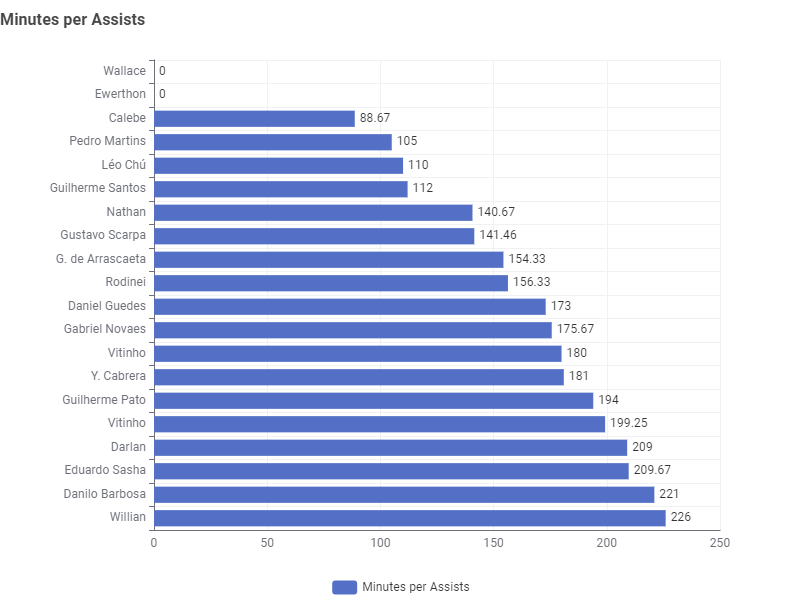 Minutes per Assists
Wallace 0
Ewerthon 0
Calebe 88.67
Pedro Martins 105
Léo Chú 110
Guilherme Santos 112
Nathan 140.67
Gustavo Scarpa 141.46
G. de Arrascaeta 154.33
Rodinei 156.33
Daniel Guedes 173
Gabriel Novaes 175.67
Vitinho 180
Y. Cabrera 181
Guilherme Pato 194
Vitinho 199.25
Darlan 209
Eduardo Sasha 209.67
Danilo Barbosa 221
Willian 226
0 50 100 150 200 250
Minutes per Assists